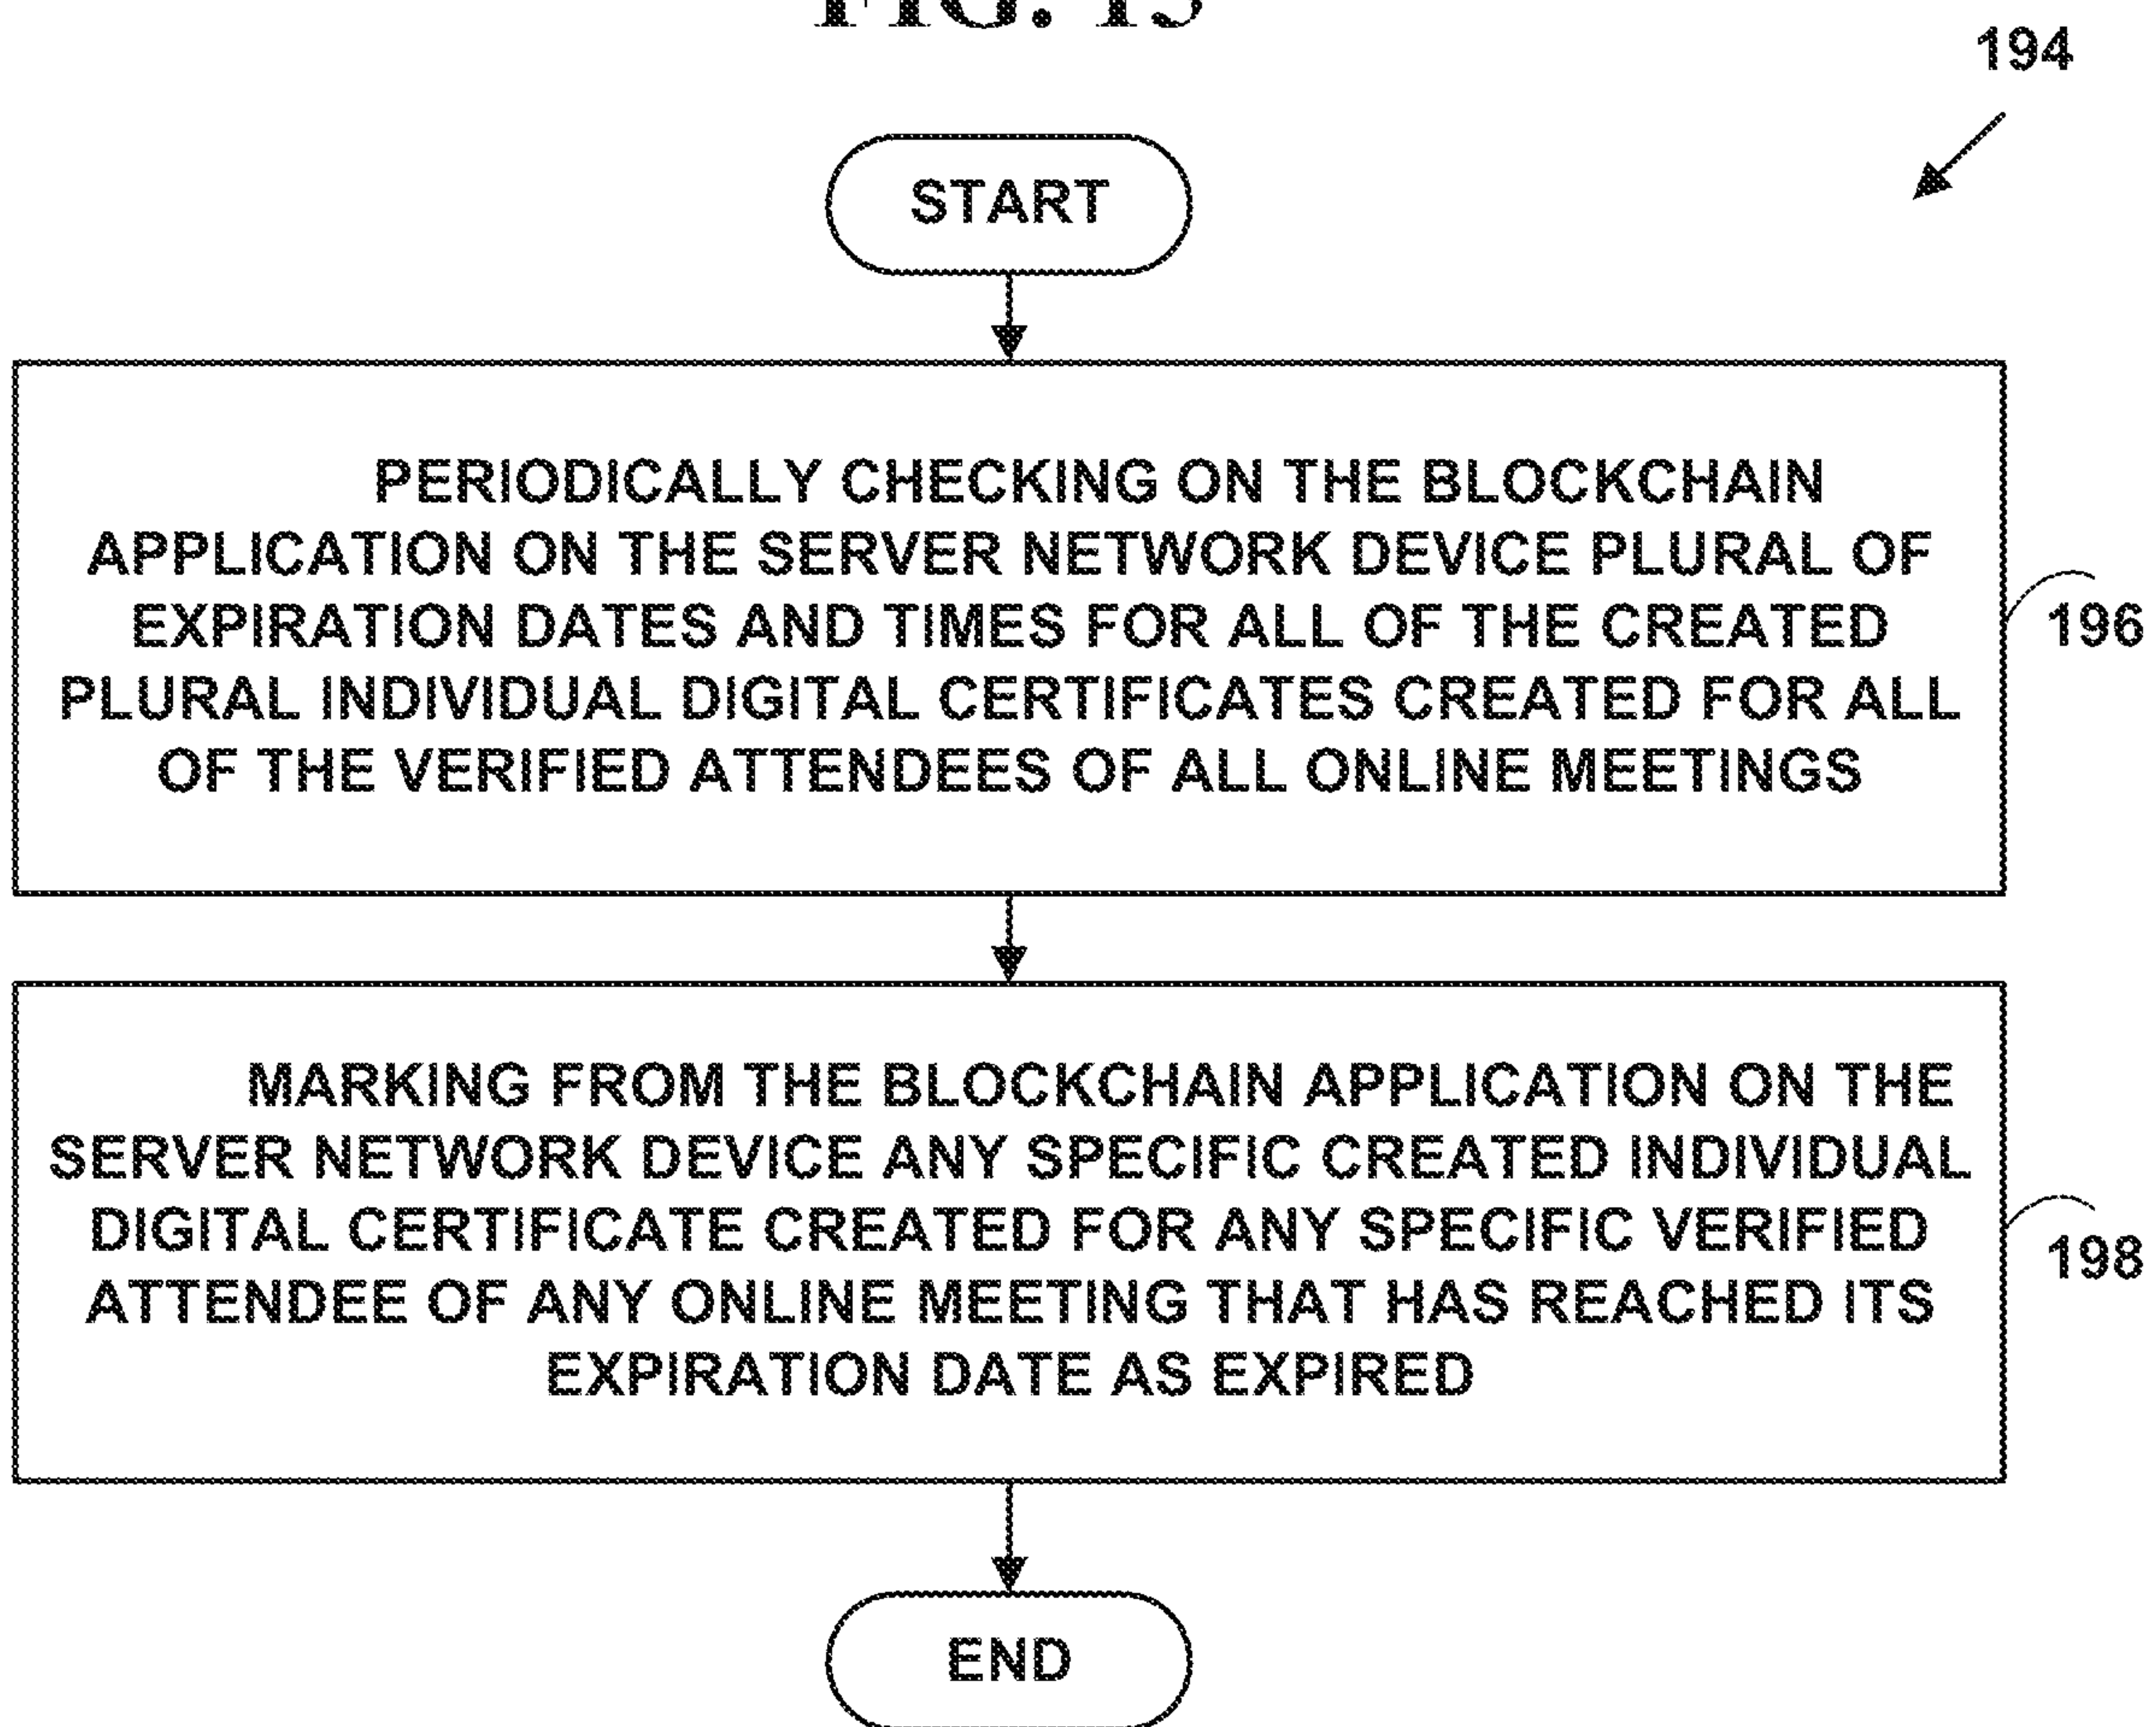 FIG. 15
194
START
PERIODICALLY CHECKING ON THE BLOCKCHAIN
APPLICATION ON THE SERVER NETWORK DEVICE PLURAL OF
EXPIRATION DATES AND TIMES FOR ALL OF THE CREATED
PLURAL INDIVIDUAL DIGITAL CERTIFICATES CREATED FOR ALL
OF THE VERIFIED ATTENDEES OF ALL ONLINE MEETINGS
196
MARKING FROM THE BLOCKCHAIN APPLICATION ON THE
SERVER NETWORK DEVICE ANY SPECIFIC CREATED INDIVIDUAL
DIGITAL CERTIFICATE CREATED FOR ANY SPECIFIC VERIFIED
ATTENDEE OF ANY ONLINE MEETING THAT HAS REACHED ITS
EXPIRATION DATE AS EXPIRED
198
END